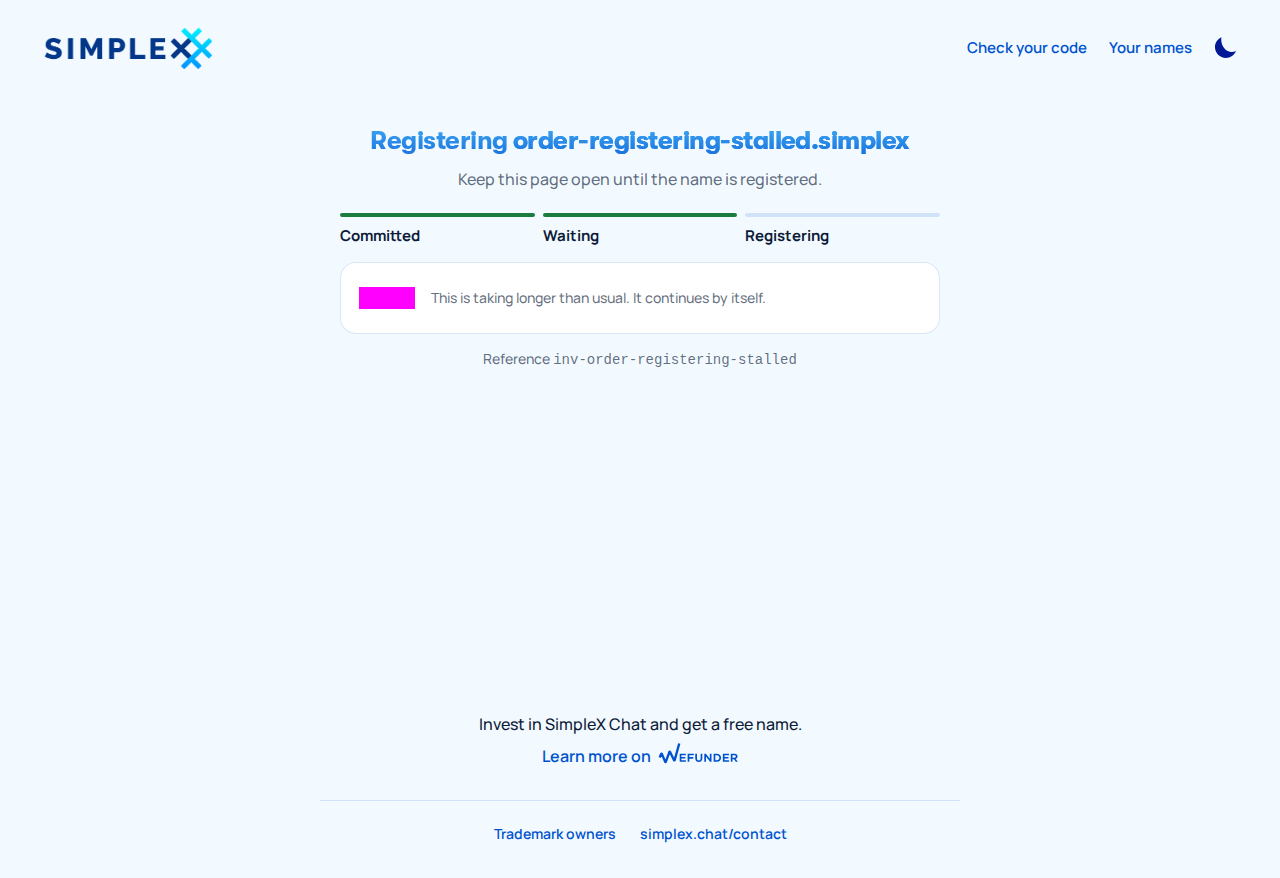 SIMPLEX
Check your code
Your names
Registering order-registering-stalled.simplex
Keep this page open until the name is registered.
Committed
Waiting
Registering
This is taking longer than usual. It continues by itself.
Reference inv-order-registering-stalled
Invest in SimpleX Chat and get a free name.
Learn more on WEFUNDER
Trademark owners
simplex.chat/contact